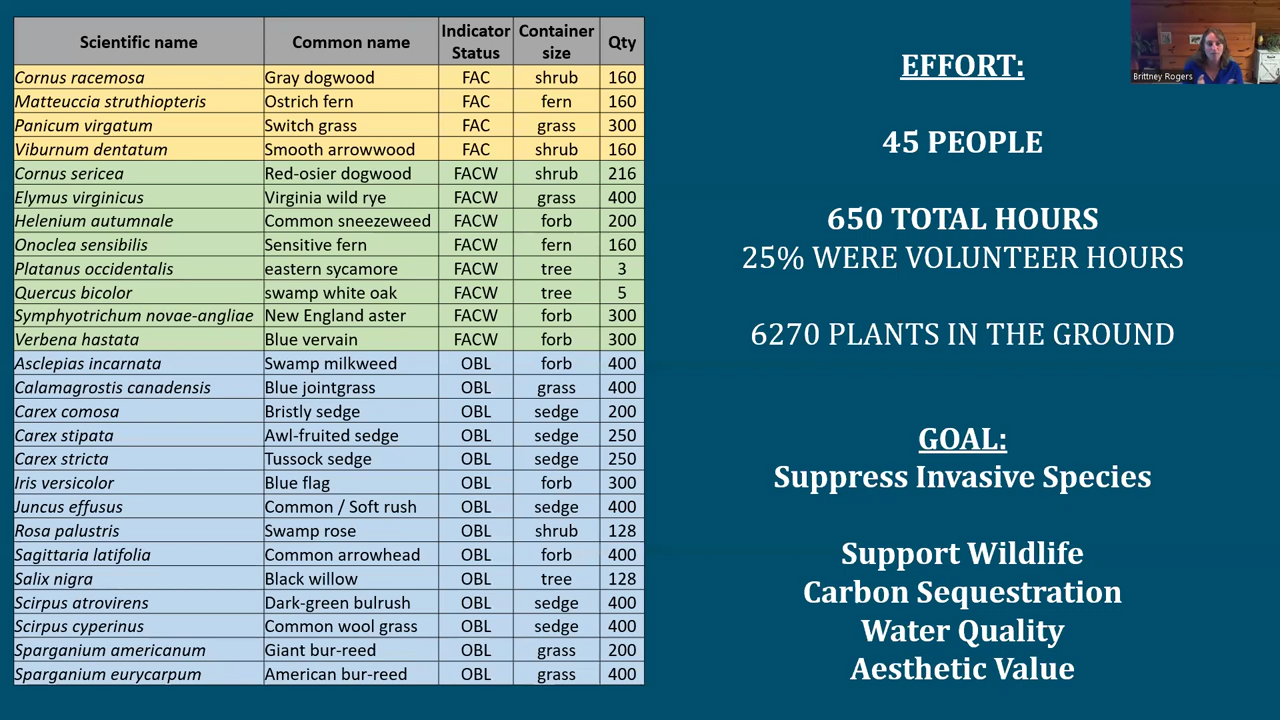 Scientific name Common name Indicator Status Container size Qty
Cornus racemosa Gray dogwood FAC shrub 160
Matteuccia struthiopteris Ostrich fern FAC fern 160
Panicum virgatum Switch grass FAC grass 300
Viburnum dentatum Smooth arrowwood FAC shrub 160
Cornus sericea Red-osier dogwood FACW shrub 216
Elymus virginicus Virginia wild rye FACW grass 400
Helenium autumnale Common sneezeweed FACW forb 200
Onoclea sensibilis Sensitive fern FACW fern 160
Platanus occidentalis eastern sycamore FACW tree 3
Quercus bicolor swamp white oak FACW tree 5
Symphyotrichum novae-angliae New England aster FACW forb 300
Verbena hastata Blue vervain FACW forb 300
Asclepias incarnata Swamp milkweed OBL forb 400
Calamagrostis canadensis Blue jointgrass OBL grass 400
Carex comosa Bristly sedge OBL sedge 200
Carex stipata Awl-fruited sedge OBL sedge 250
Carex stricta Tussock sedge OBL sedge 250
Iris versicolor Blue flag OBL forb 300
Juncus effusus Common / Soft rush OBL sedge 400
Rosa palustris Swamp rose OBL shrub 128
Sagittaria latifolia Common arrowhead OBL forb 400
Salix nigra Black willow OBL tree 128
Scirpus atrovirens Dark-green bulrush OBL sedge 400
Scirpus cyperinus Common wool grass OBL sedge 400
Sparganium americanum Giant bur-reed OBL grass 200
Sparganium eurycarpum American bur-reed OBL grass 400
EFFORT:
45 PEOPLE
650 TOTAL HOURS
25% WERE VOLUNTEER HOURS
6270 PLANTS IN THE GROUND
GOAL:
Suppress Invasive Species
Support Wildlife
Carbon Sequestration
Water Quality
Aesthetic Value
Brittney Rogers